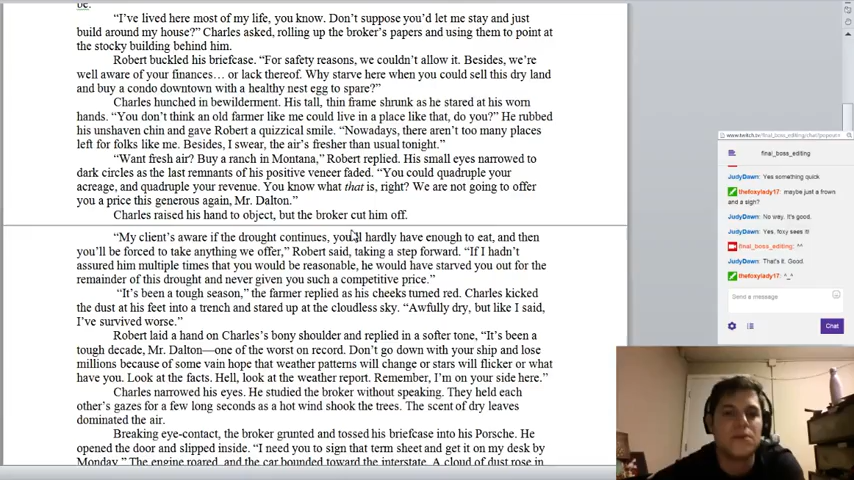 be.
“I’ve lived here most of my life, you know. Don’t suppose you’d let me stay and just
build around my house?” Charles asked, rolling up the broker’s papers and using them to point at
the stocky building behind him.
Robert buckled his briefcase. “For safety reasons, we couldn’t allow it. Besides, we’re
well aware of your finances… or lack thereof. Why starve here when you could sell this dry land
and buy a condo downtown with a healthy nest egg to spare?”
Charles hunched in bewilderment. His tall, thin frame shrunk as he stared at his worn
hands. “You don’t think an old farmer like me could live in a place like that, do you?” He rubbed
his unshaven chin and gave Robert a quizzical smile. “Nowadays, there aren’t too many places
left for folks like me. Besides, I swear, the air’s fresher than usual tonight.”
“Want fresh air? Buy a ranch in Montana,” Robert replied. His small eyes narrowed to
dark circles as the last remnants of his positive veneer faded. “You could quadruple your
acreage, and quadruple your revenue. You know what that is, right? We are not going to offer
you a price this generous again, Mr. Dalton.”
Charles raised his hand to object, but the broker cut him off.
“My client’s aware if the drought continues, you’ll hardly have enough to eat, and then
you’ll be forced to take anything we offer,” Robert said, taking a step forward. “If I hadn’t
assured him multiple times that you would be reasonable, he would have starved you out for the
remainder of this drought and never given you such a competitive price.”
“It’s been a tough season,” the farmer replied as his cheeks turned red. Charles kicked
the dust at his feet into a trench and stared up at the cloudless sky. “Awfully dry, but like I said,
I’ve survived worse.”
Robert laid a hand on Charles’s bony shoulder and replied in a softer tone, “It’s been a
tough decade, Mr. Dalton—one of the worst on record. Don’t go down with your ship and lose
millions because of some vain hope that weather patterns will change or stars will flicker or what
have you. Look at the facts. Hell, look at the weather report. Remember, I’m on your side here.”
Charles narrowed his eyes. He studied the broker without speaking. They held each
other’s gazes for a few long seconds as a hot wind shook the trees. The scent of dry leaves
dominated the air.
Breaking eye-contact, the broker grunted and tossed his briefcase into his Porsche. He
opened the door and slipped inside. “I need you to sign that term sheet and get it on my desk by
Monday.” The engine roared, and the car bounded toward the interstate. A cloud of dust rose in
final_boss_editing
JudyDawn: Yes something quick
thefoxylady17: maybe just a frown
and a sigh?
JudyDawn: No way. It's good.
JudyDawn: Yes, foxy sees it!
final_boss_editing: ^^
JudyDawn: That's it. Good.
thefoxylady17: ^_^
Send a message
Chat